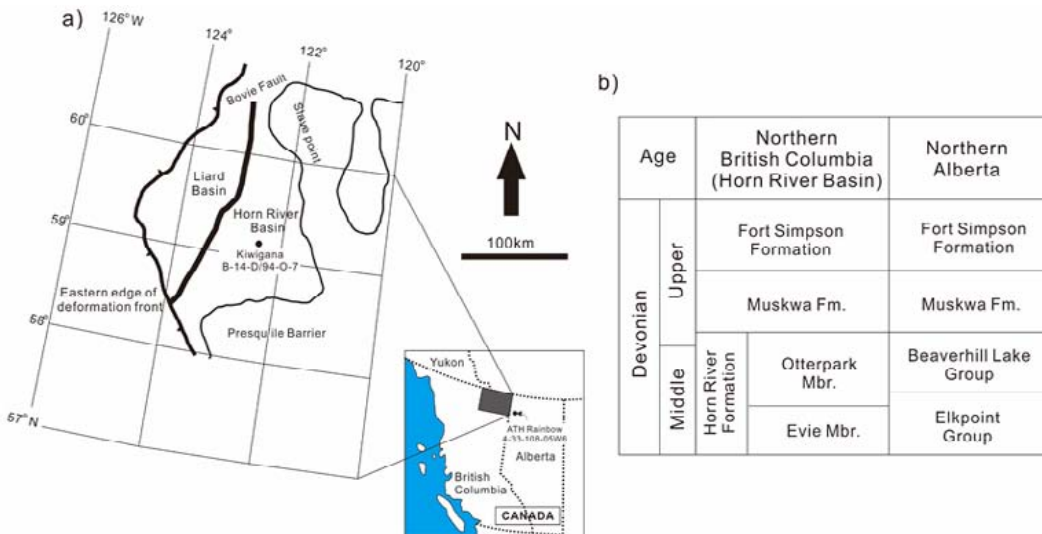 a)
126° W
124°
122°
120°
Bovie Fault
Slave point
60°
Liard
Basin
59°
Horn River
Basin
Kiwigana
B-14-D/94-O-7
Eastern edge of
deformation front
58°
Presqu'ile Barrier
57° N
N
100km
Yukon
ATH Rainbow
4-33-108-05W6
Alberta
British
Columbia
CANADA
b)
Age
Northern
British Columbia
(Horn River Basin)
Northern
Alberta
Devonian
Upper
Fort Simpson
Formation
Fort Simpson
Formation
Muskwa Fm.
Muskwa Fm.
Middle
Horn River
Formation
Otterpark
Mbr.
Beaverhill Lake
Group
Evie Mbr.
Elkpoint
Group